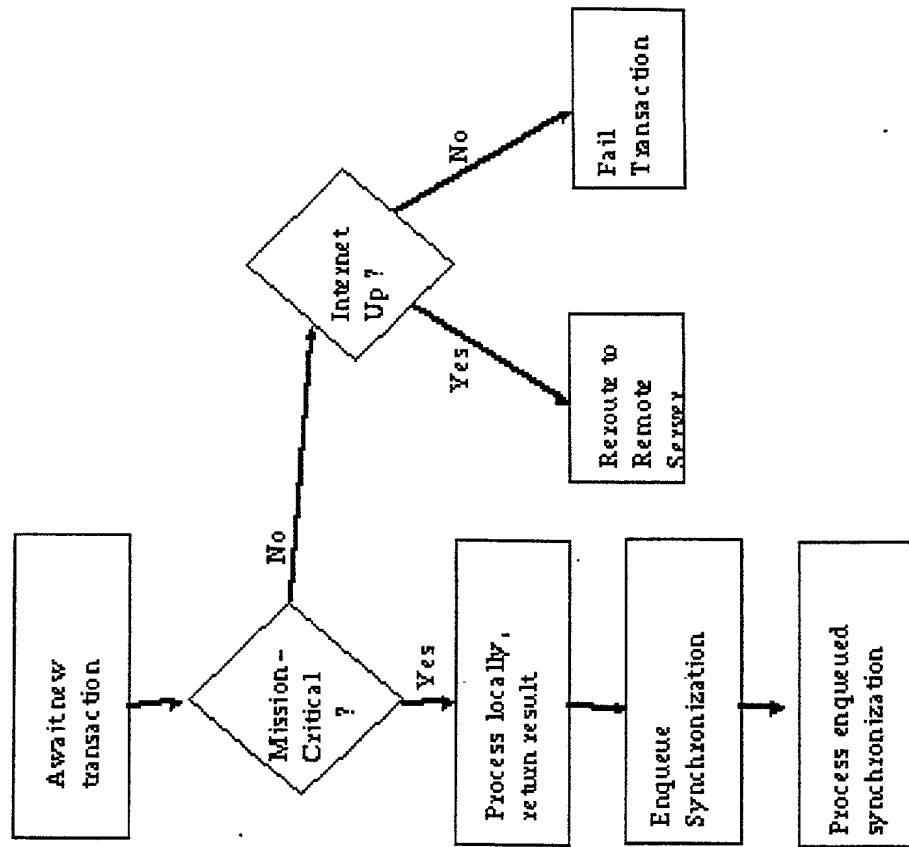 Await new
transaction
Mission-
Critical
?
No
Yes
Internet
Up?
No
Yes
Fail
Transaction
Reroute to
Remote
Server
Process locally,
return result
Enqueue
Synchronization
Process enqueued
synchronization